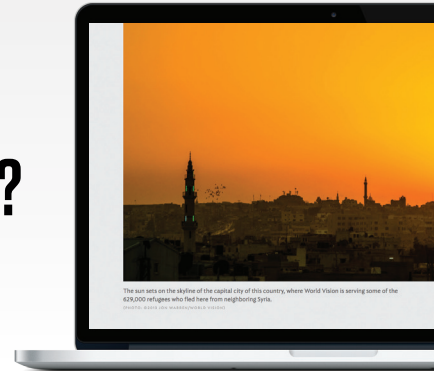 ?
The sun sets on the skyline of the capital city of this country, where World Vision is serving some of the
629,000 refugees who fled here from neighboring Syria.